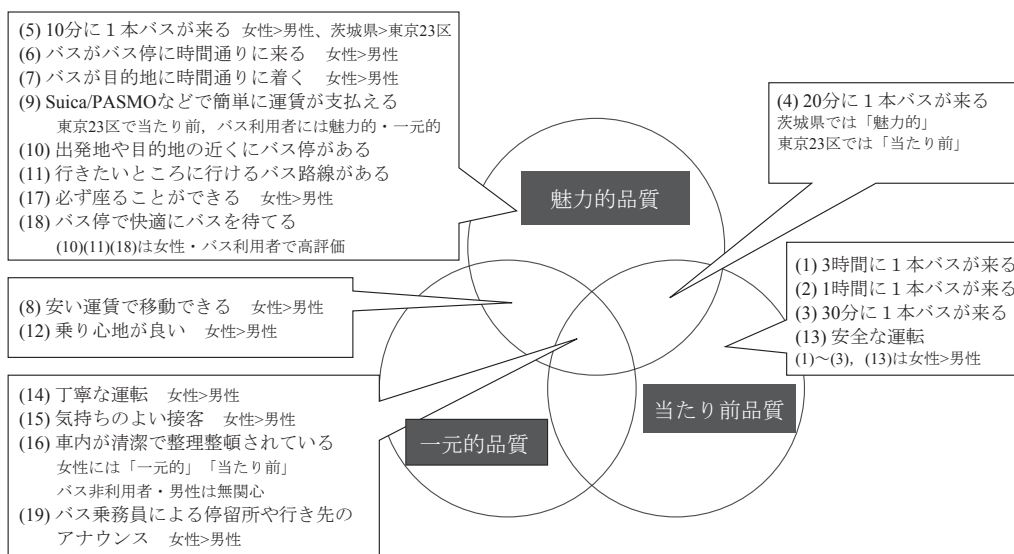 (5) 10分に１本バスが来る 女性>男性、茨城県>東京23区
(6) バスがバス停に時間通りに来る 女性>男性
(7) バスが目的地に時間通りに着く 女性>男性
(9) Suica/PASMOなどで簡単に運賃が支払える
東京23区で当たり前，バス利用者には魅力的・一元的
(10) 出発地や目的地の近くにバス停がある
(11) 行きたいところに行けるバス路線がある
(17) 必ず座ることができる 女性>男性
(18) バス停で快適にバスを待てる
(10)(11)(18)は女性・バス利用者で高評価
(8) 安い運賃で移動できる 女性>男性
(12) 乗り心地が良い 女性>男性
(14) 丁寧な運転 女性>男性
(15) 気持ちのよい接客 女性>男性
(16) 車内が清潔で整理整頓されている
女性には「一元的」「当たり前」
バス非利用者・男性は無関心
(19) バス乗務員による停留所や行き先の
アナウンス 女性>男性
魅力的品質
一元的品質
当たり前品質
(4) 20分に１本バスが来る
茨城県では「魅力的」
東京23区では「当たり前」
(1) 3時間に１本バスが来る
(2) 1時間に１本バスが来る
(3) 30分に１本バスが来る
(13) 安全な運転
(1)～(3)，(13)は女性>男性